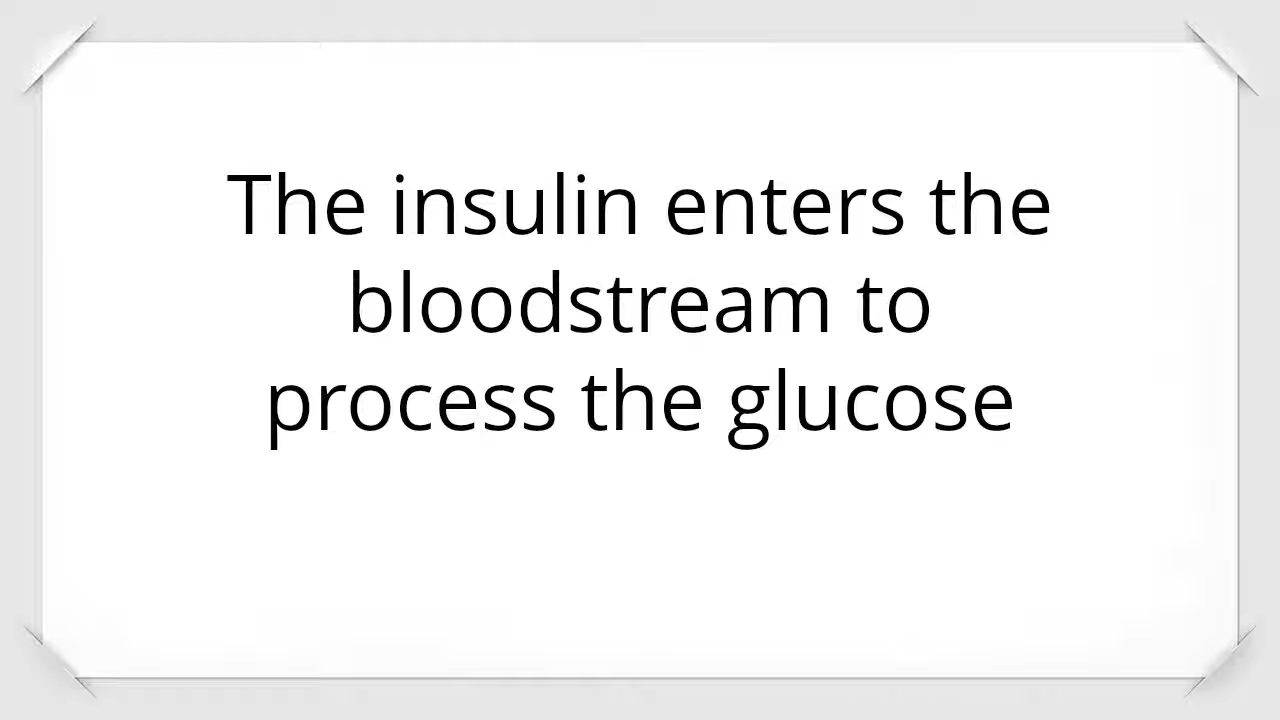 The insulin enters the
bloodstream to
process the glucose